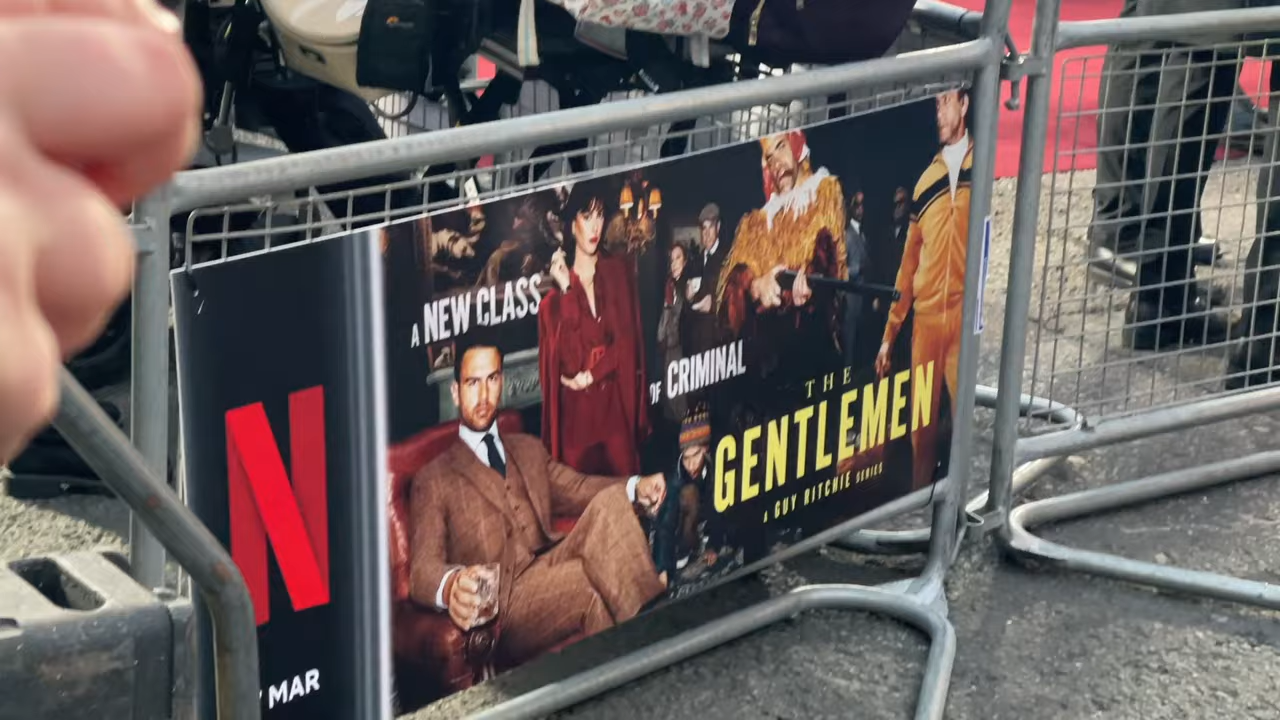 A NEW CLASS
OF CRIMINAL
THE
GENTLEMEN
A GUY RITCHIE SERIES
N
MAR